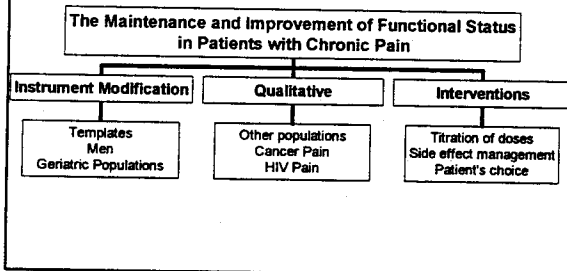 The Maintenance and Improvement of Functional Status
in Patients with Chronic Pain
Instrument Modification
Templates
Men
Geriatric Populations
Qualitative
Other populations
Cancer Pain
HIV Pain
Interventions
Titration of doses
Side effect management
Patient's choice